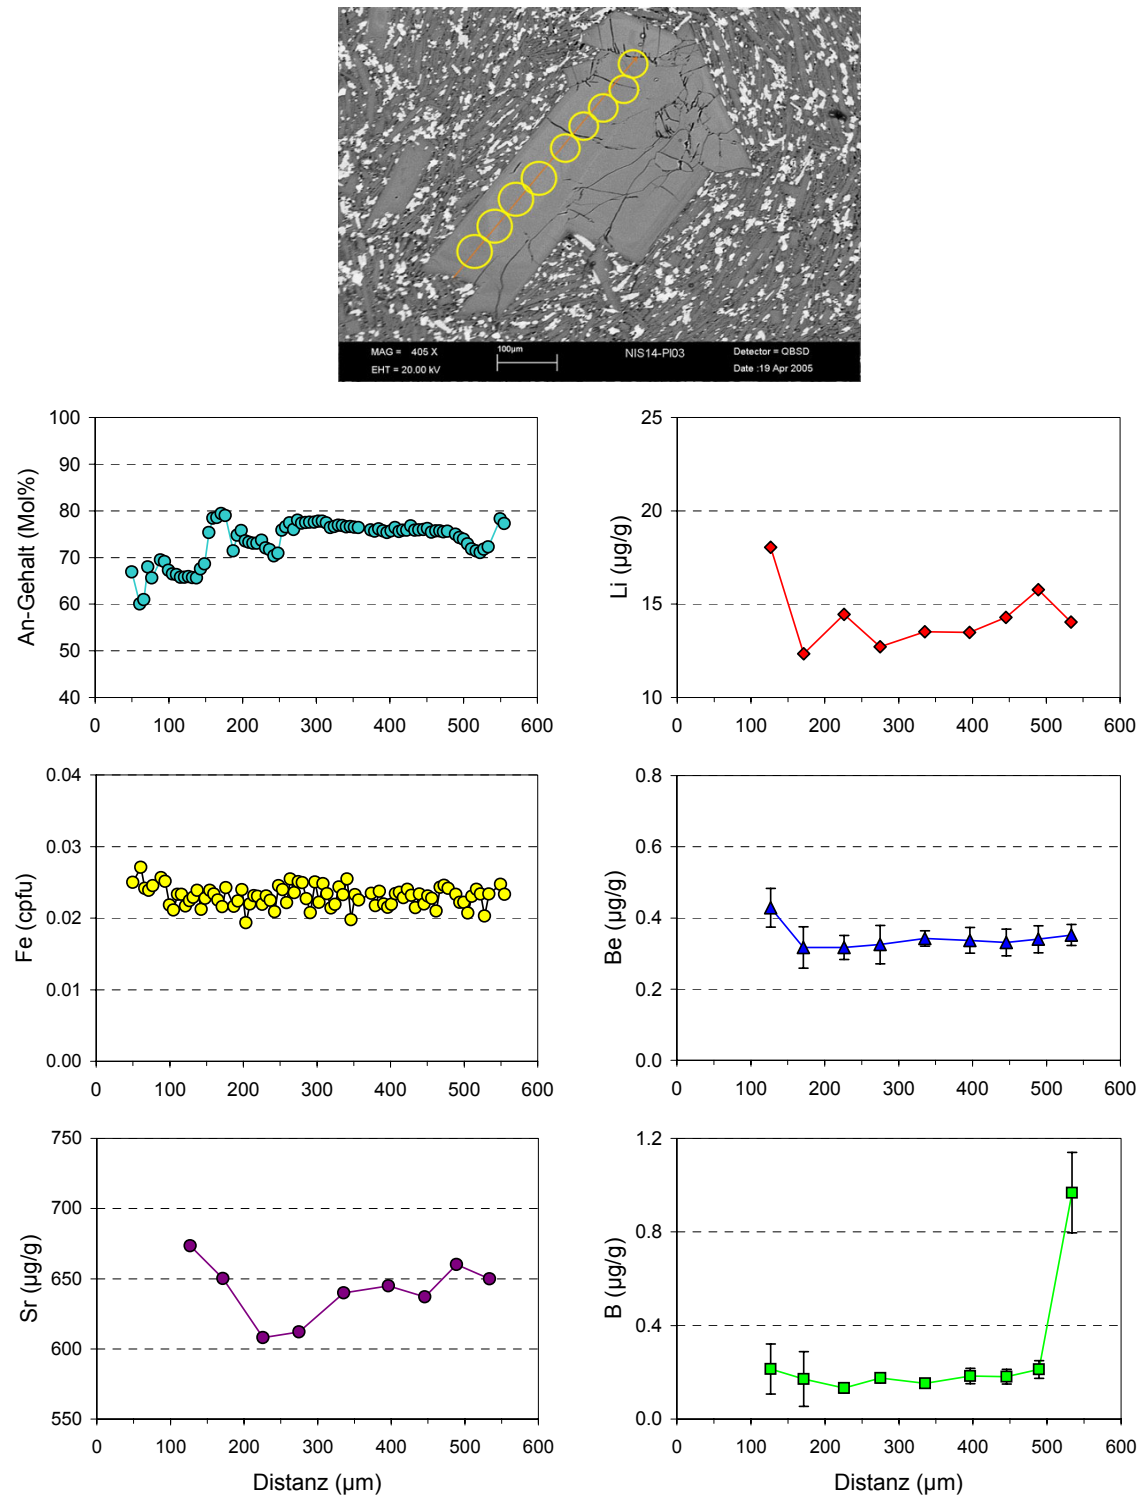 MAG = 405 X
EHT = 20.00 kV
100µm
NIS14-Pl03
Detector = QBSD
Date :19 Apr 2005
An-Gehalt (Mol%)
100
90
80
70
60
50
40
0 100 200 300 400 500 600
Li (µg/g)
25
20
15
10
0 100 200 300 400 500 600
Fe (cpfu)
0.04
0.03
0.02
0.01
0.00
0 100 200 300 400 500 600
Be (µg/g)
0.8
0.6
0.4
0.2
0.0
0 100 200 300 400 500 600
Sr (µg/g)
750
700
650
600
550
0 100 200 300 400 500 600
Distanz (µm)
B (µg/g)
1.2
0.8
0.4
0.0
0 100 200 300 400 500 600
Distanz (µm)